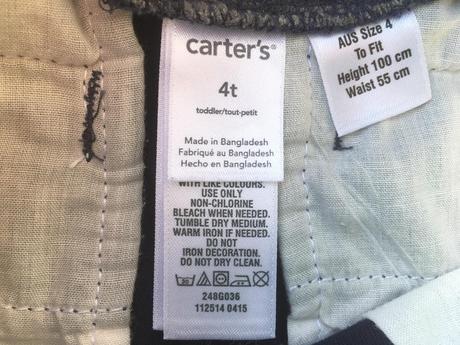 carter's®
4t
toddler/tout-petit
Made in Bangladesh
Fabriqué au Bangladesh
Hecho en Bangladesh
WITH LIKE COLOURS.
USE ONLY
NON-CHLORINE
BLEACH WHEN NEEDED.
TUMBLE DRY MEDIUM.
WARM IRON IF NEEDED.
DO NOT
IRON DECORATION.
DO NOT DRY CLEAN.
248G036
112514 0415
AUS Size 4
To Fit
Height 100 cm
Waist 55 cm